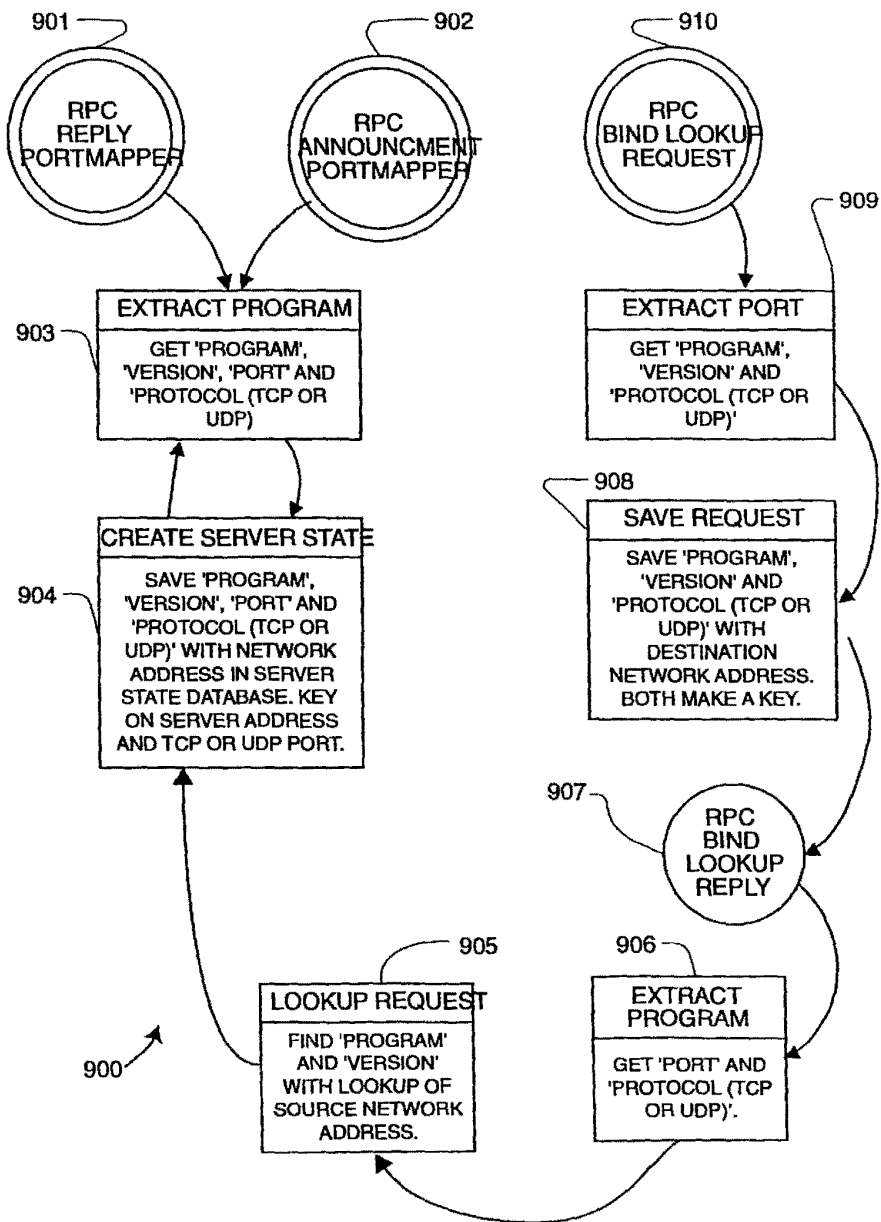 901
902
910
RPC
REPLY
PORTMAPPER
RPC
ANNOUNCMENT
PORTMAPPER
RPC
BIND LOOKUP
REQUEST
909
903
EXTRACT PROGRAM
GET 'PROGRAM',
'VERSION', 'PORT' AND
'PROTOCOL (TCP OR
UDP)
EXTRACT PORT
GET 'PROGRAM',
'VERSION' AND
'PROTOCOL (TCP OR
UDP)'
908
SAVE REQUEST
SAVE 'PROGRAM',
'VERSION' AND
'PROTOCOL (TCP OR
UDP)' WITH
DESTINATION
NETWORK ADDRESS.
BOTH MAKE A KEY.
904
CREATE SERVER STATE
SAVE 'PROGRAM',
'VERSION', 'PORT' AND
'PROTOCOL (TCP OR
UDP)' WITH NETWORK
ADDRESS IN SERVER
STATE DATABASE. KEY
ON SERVER ADDRESS
AND TCP OR UDP PORT.
907
RPC
BIND
LOOKUP
REPLY
906
EXTRACT
PROGRAM
GET 'PORT' AND
'PROTOCOL (TCP
OR UDP)'.
905
LOOKUP REQUEST
FIND 'PROGRAM'
AND 'VERSION'
WITH LOOKUP OF
SOURCE NETWORK
ADDRESS.
900